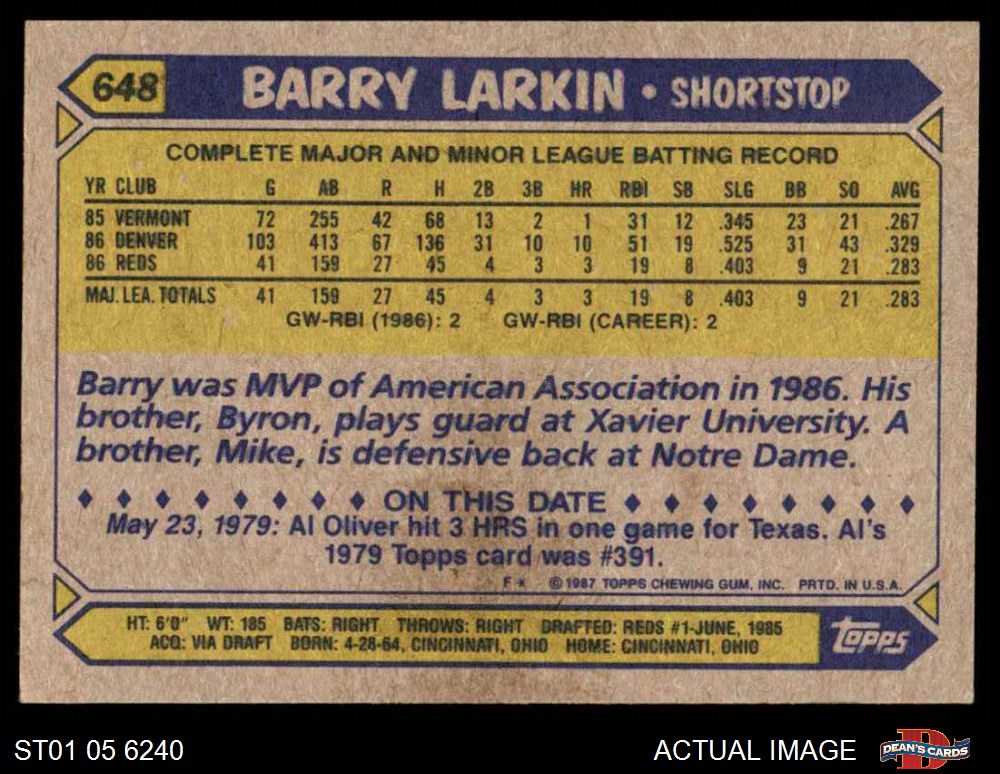 648 BARRY LARKIN • SHORTSTOP
COMPLETE MAJOR AND MINOR LEAGUE BATTING RECORD
YR CLUB G AB R H 2B 3B HR RBI SB SLG BB SO AVG
85 VERMONT 72 255 42 68 13 2 1 31 12 .345 23 21 .267
86 DENVER 103 413 67 136 31 10 10 51 19 .525 31 43 .329
86 REDS 41 159 27 45 4 3 3 19 8 .403 9 21 .283
MAJ. LEA. TOTALS 41 159 27 45 4 3 3 19 8 .403 9 21 .283
GW-RBI (1986): 2 GW-RBI (CAREER): 2
Barry was MVP of American Association in 1986. His
brother, Byron, plays guard at Xavier University. A
brother, Mike, is defensive back at Notre Dame.
♦ ♦ ♦ ♦ ♦ ♦ ♦ ♦ ON THIS DATE ♦ ♦ ♦ ♦ ♦ ♦ ♦ ♦
May 23, 1979: Al Oliver hit 3 HRS in one game for Texas. Al's
1979 Topps card was #391.
F * © 1987 TOPPS CHEWING GUM, INC. PRTD. IN U.S.A.
HT: 6'0" WT: 185 BATS: RIGHT THROWS: RIGHT DRAFTED: REDS #1-JUNE, 1985
ACQ: VIA DRAFT BORN: 4-28-64, CINCINNATI, OHIO HOME: CINCINNATI, OHIO
topps
ST01 05 6240 ACTUAL IMAGE D DEAN'S CARDS